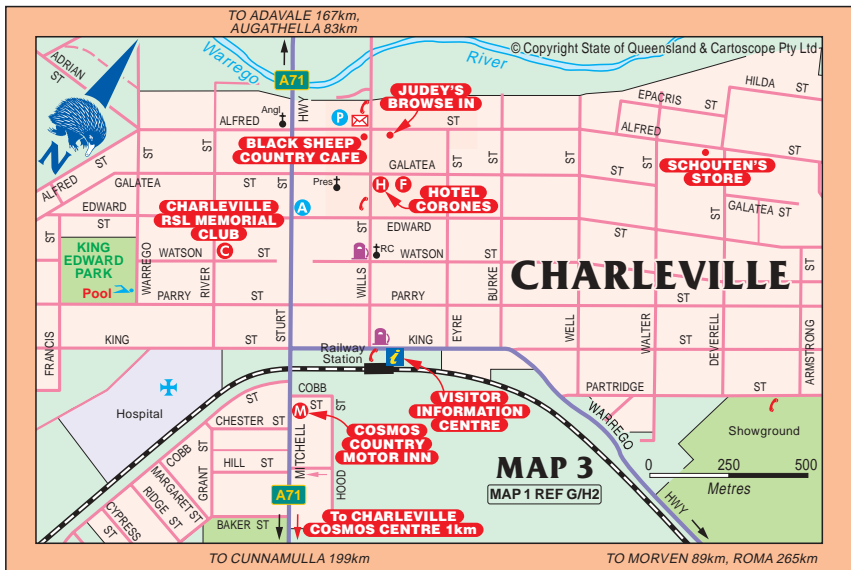 TO ADAVALE 167km,
AUGATHELLA 83km
© Copyright State of Queensland & Cartoscope Pty Ltd
Warrego
River
ADRIAN
ST
A71
HWY
JUDEY'S
BROWSE IN
HILDA
ST
EPACRIS
ST
Angl
ALFRED
P
ST
ALFRED
ST
BLACK SHEEP
COUNTRY CAFE
SCHOUTEN'S
STORE
N
ST
ST
ST
ST
ST
ST
ST
ST
GALATEA
ALFRED
ST
GALATEA
ST
Pres
H
F
HOTEL
CORONES
EDWARD
ST
CHARLEVILLE
RSL MEMORIAL
CLUB
A
EDWARD
ST
GALATEA ST
ST
KING
EDWARD
PARK
WATSON
ST
C
RC
WATSON
ST
CHARLEVILLE
ST
Pool
WARREGO
RIVER
PARRY
ST
WILLS
PARRY
BURKE
STURT
KING
ST
KING
ST
EYRE
WELL
WALTER
DEVERELL
ARMSTRONG
FRANCIS
Railway
Station
i
Hospital
ST
COBB
ST
ST
PARTRIDGE
ST
VISITOR
INFORMATION
CENTRE
WARREGO
CHESTER ST
M
COSMOS
COUNTRY
MOTOR INN
Showground
COBB
ST
HILL ST
MITCHELL
GRANT
HOOD
MAP 3
MAP 1 REF G/H2
0 250 500
Metres
MARGARET ST
RIDGE ST
CYPRESS
ST
A71
BAKER ST
To CHARLEVILLE
COSMOS CENTRE 1km
HWY
TO CUNNAMULLA 199km
TO MORVEN 89km, ROMA 265km